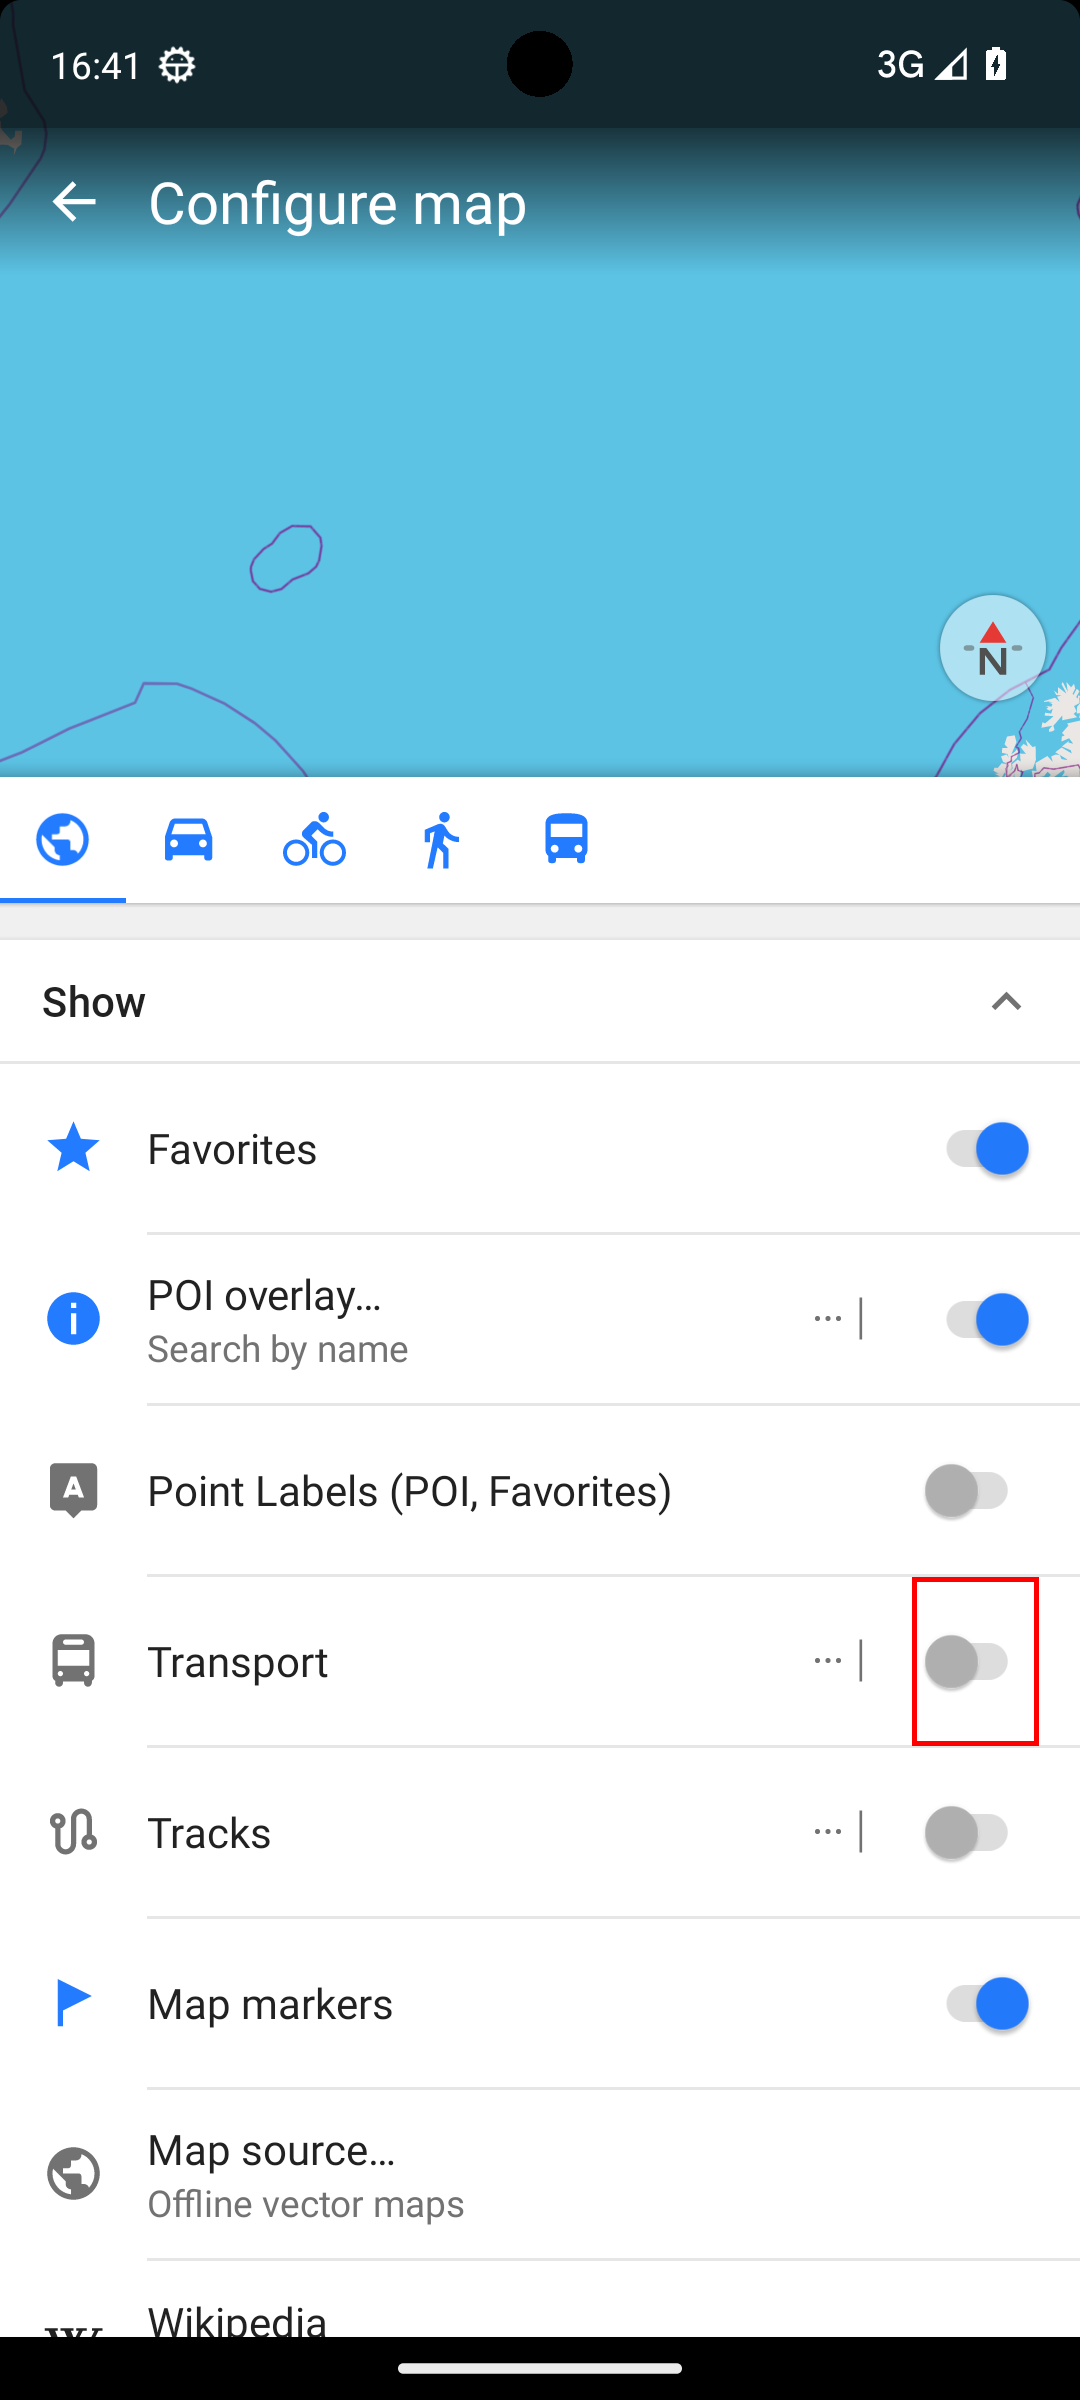 16:41
3G
Configure map
N
Show
Favorites
POI overlay…
Search by name
A
Point Labels (POI, Favorites)
Transport
Tracks
Map markers
Map source…
Offline vector maps
Wikipedia